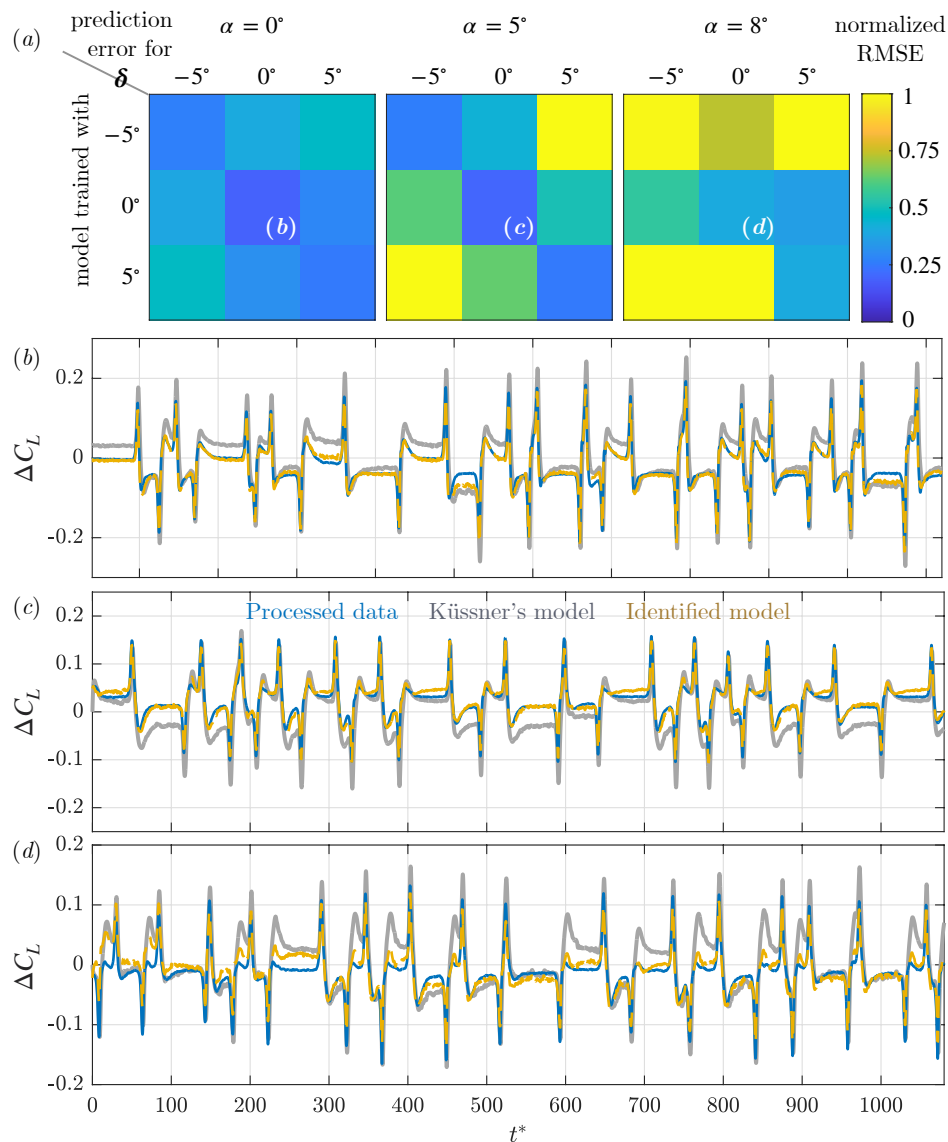 (a) prediction error for α = 0° α = 5° α = 8° normalized RMSE
δ −5° 0° 5° −5° 0° 5° −5° 0° 5°
model trained with
−5°
0°
5°
(b) (c) (d)
1
0.75
0.5
0.25
0
(b)
0.2
0
-0.2
ΔC_L
(c)
Processed data Küssner's model Identified model
0.2
0.1
0
-0.1
-0.2
ΔC_L
(d)
0.2
0.1
0
-0.1
0.2
ΔC_L
0 100 200 300 400 500 600 700 800 900 1000
t*